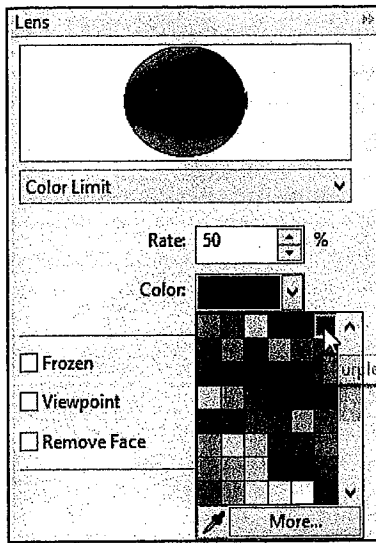 Lens
Color Limit
Rate: 50 %
Color:
Frozen
Viewpoint
Remove Face
More...